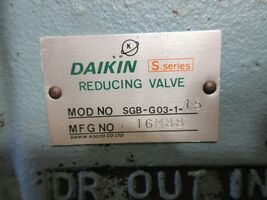 K
DAIKIN S series
REDUCING VALVE
MOD NO SGB-G03-1-15
MFG NO 16M38
DAIKIN KOGYO CO LTD
DR OUT IN